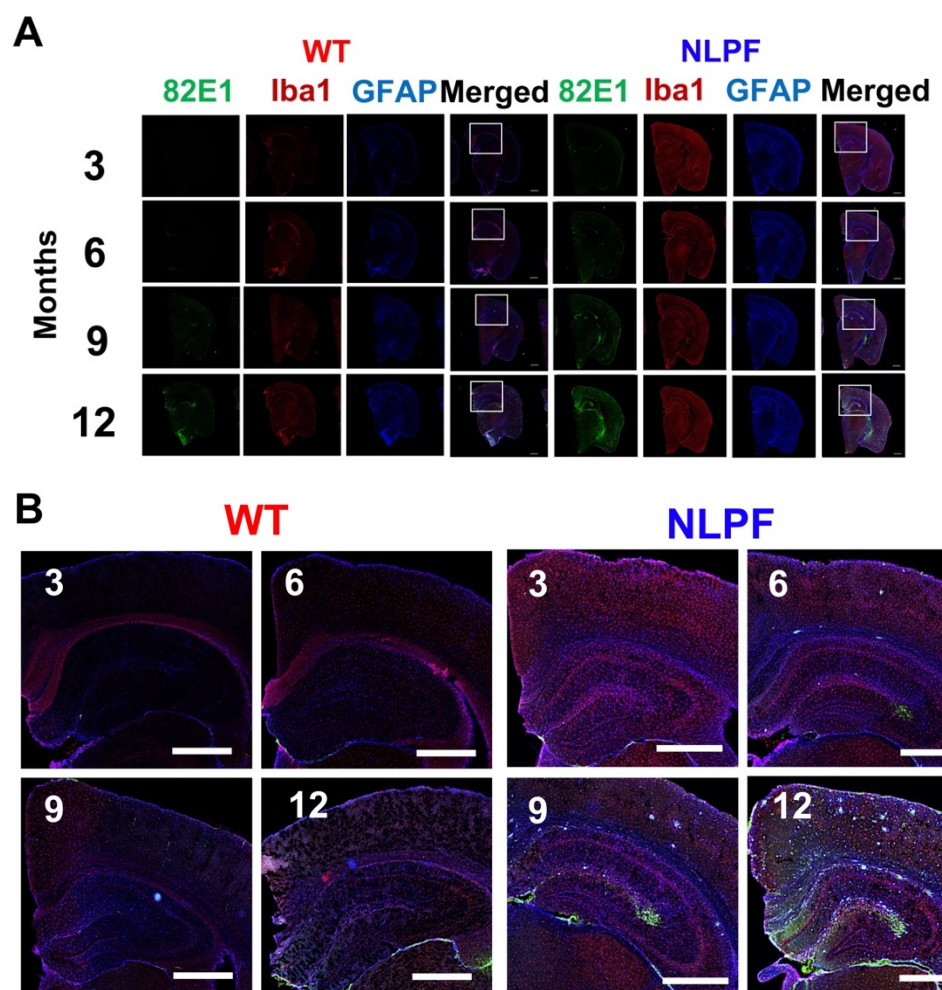 A
WT NLPF
82E1 Iba1 GFAP Merged 82E1 Iba1 GFAP Merged
Months
3
6
9
12
B
WT NLPF
3 6 3 6
9 12 9 12